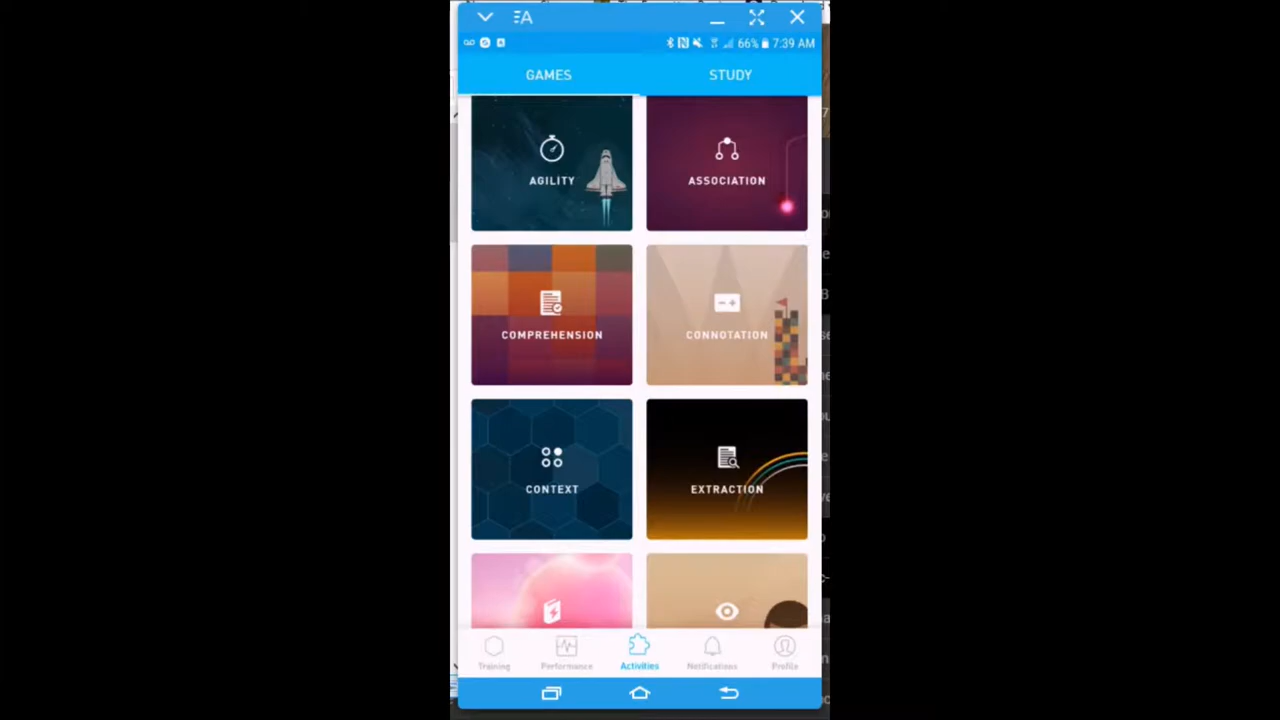 66% 7:39 AM
GAMES STUDY
AGILITY ASSOCIATION
COMPREHENSION CONNOTATION
CONTEXT EXTRACTION
Training Performance Activities Notifications Profile